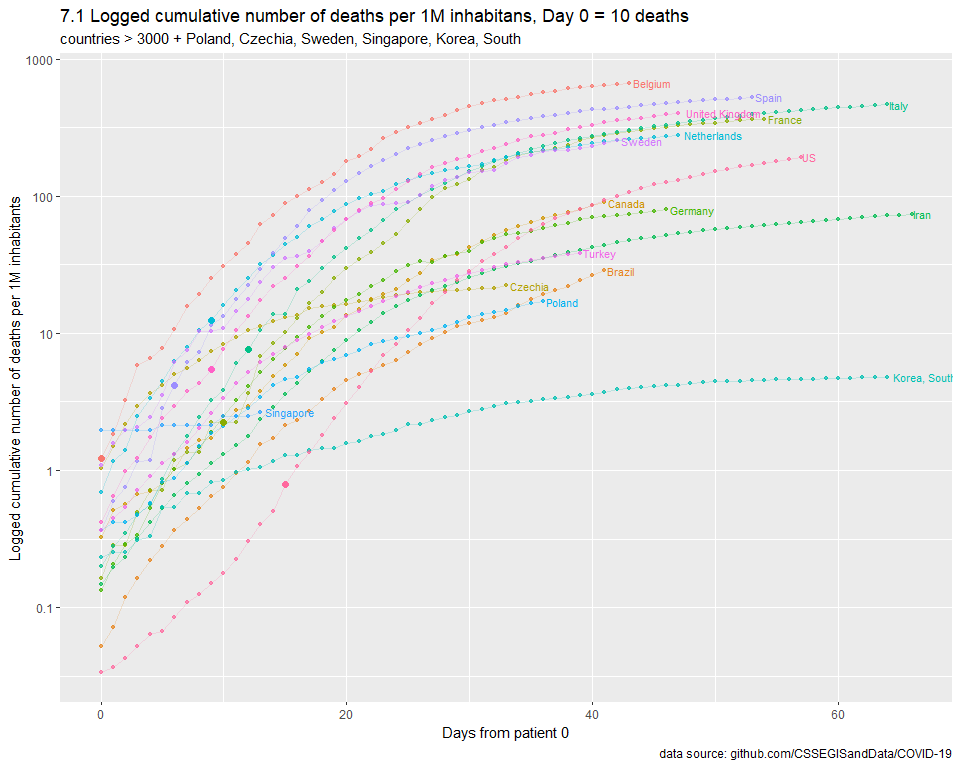 7.1 Logged cumulative number of deaths per 1M inhabitans, Day 0 = 10 deaths
countries > 3000 + Poland, Czechia, Sweden, Singapore, Korea, South
Logged cumulative number of deaths per 1M inhabitants
1000
100
10
1
0.1
Belgium
Spain
Italy
United Kingdom
France
Netherlands
Sweden
US
Canada
Germany
Iran
Turkey
Brazil
Czechia
Poland
Korea, South
Singapore
0
20
40
60
Days from patient 0
data source: github.com/CSSEGISandData/COVID-19